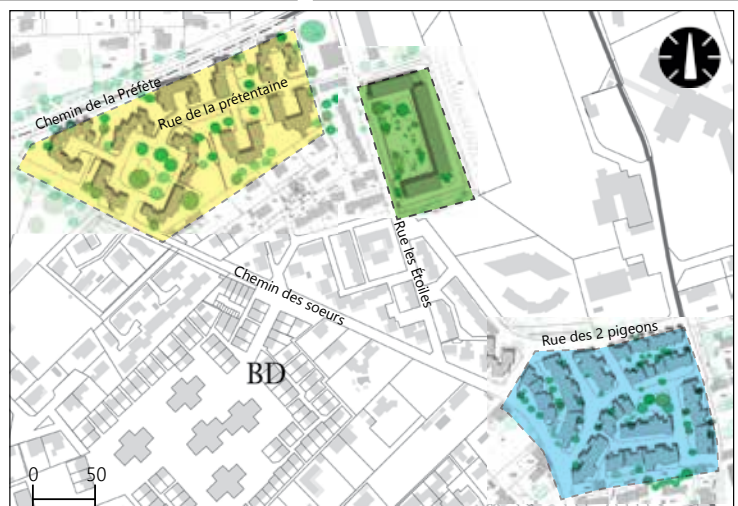 Chemin de la Préfète
Rue de la prétentaine
Rue les Étoiles
Chemin des soeurs
Rue des 2 pigeons
BD
0 50